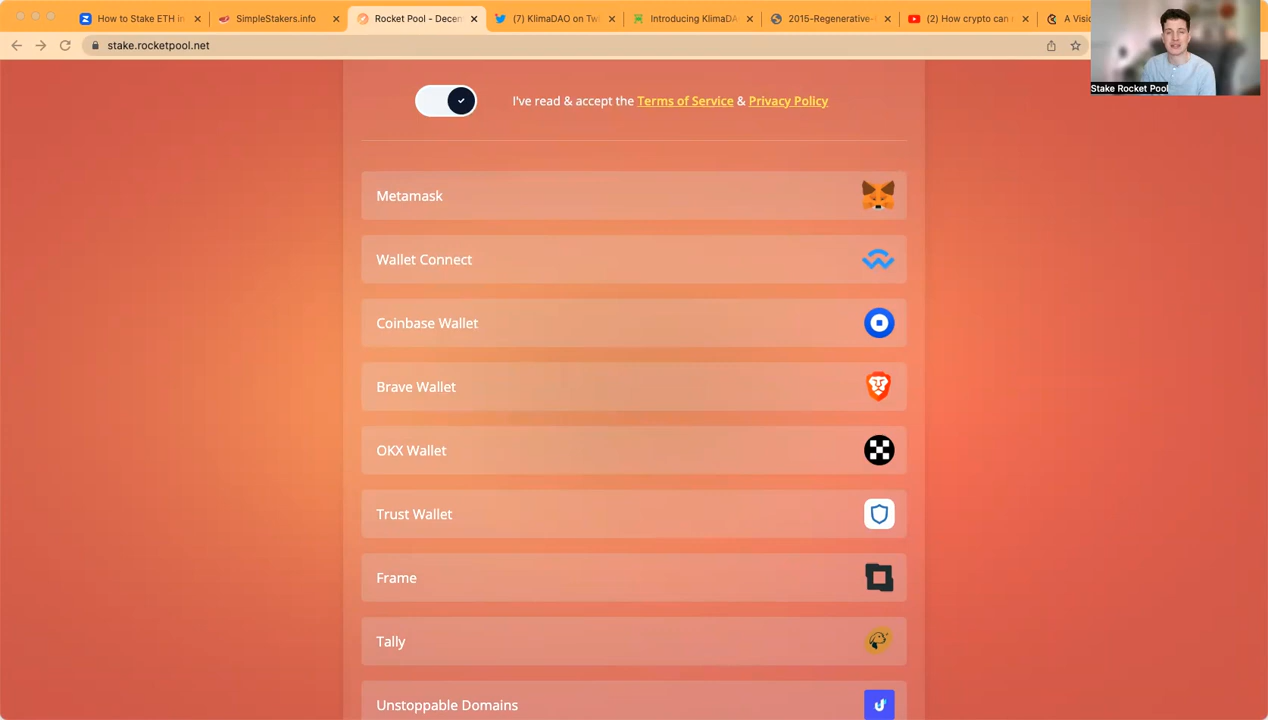 How to Stake ETH in
SimpleStakers.info
Rocket Pool - Decen
(7) KlimaDAO on Tw
Introducing KlimaDA
2015-Regenerative-
(2) How crypto can
A Visi
stake.rocketpool.net
Stake Rocket Pool
I've read & accept the Terms of Service & Privacy Policy
Metamask
Wallet Connect
Coinbase Wallet
Brave Wallet
OKX Wallet
Trust Wallet
Frame
Tally
Unstoppable Domains